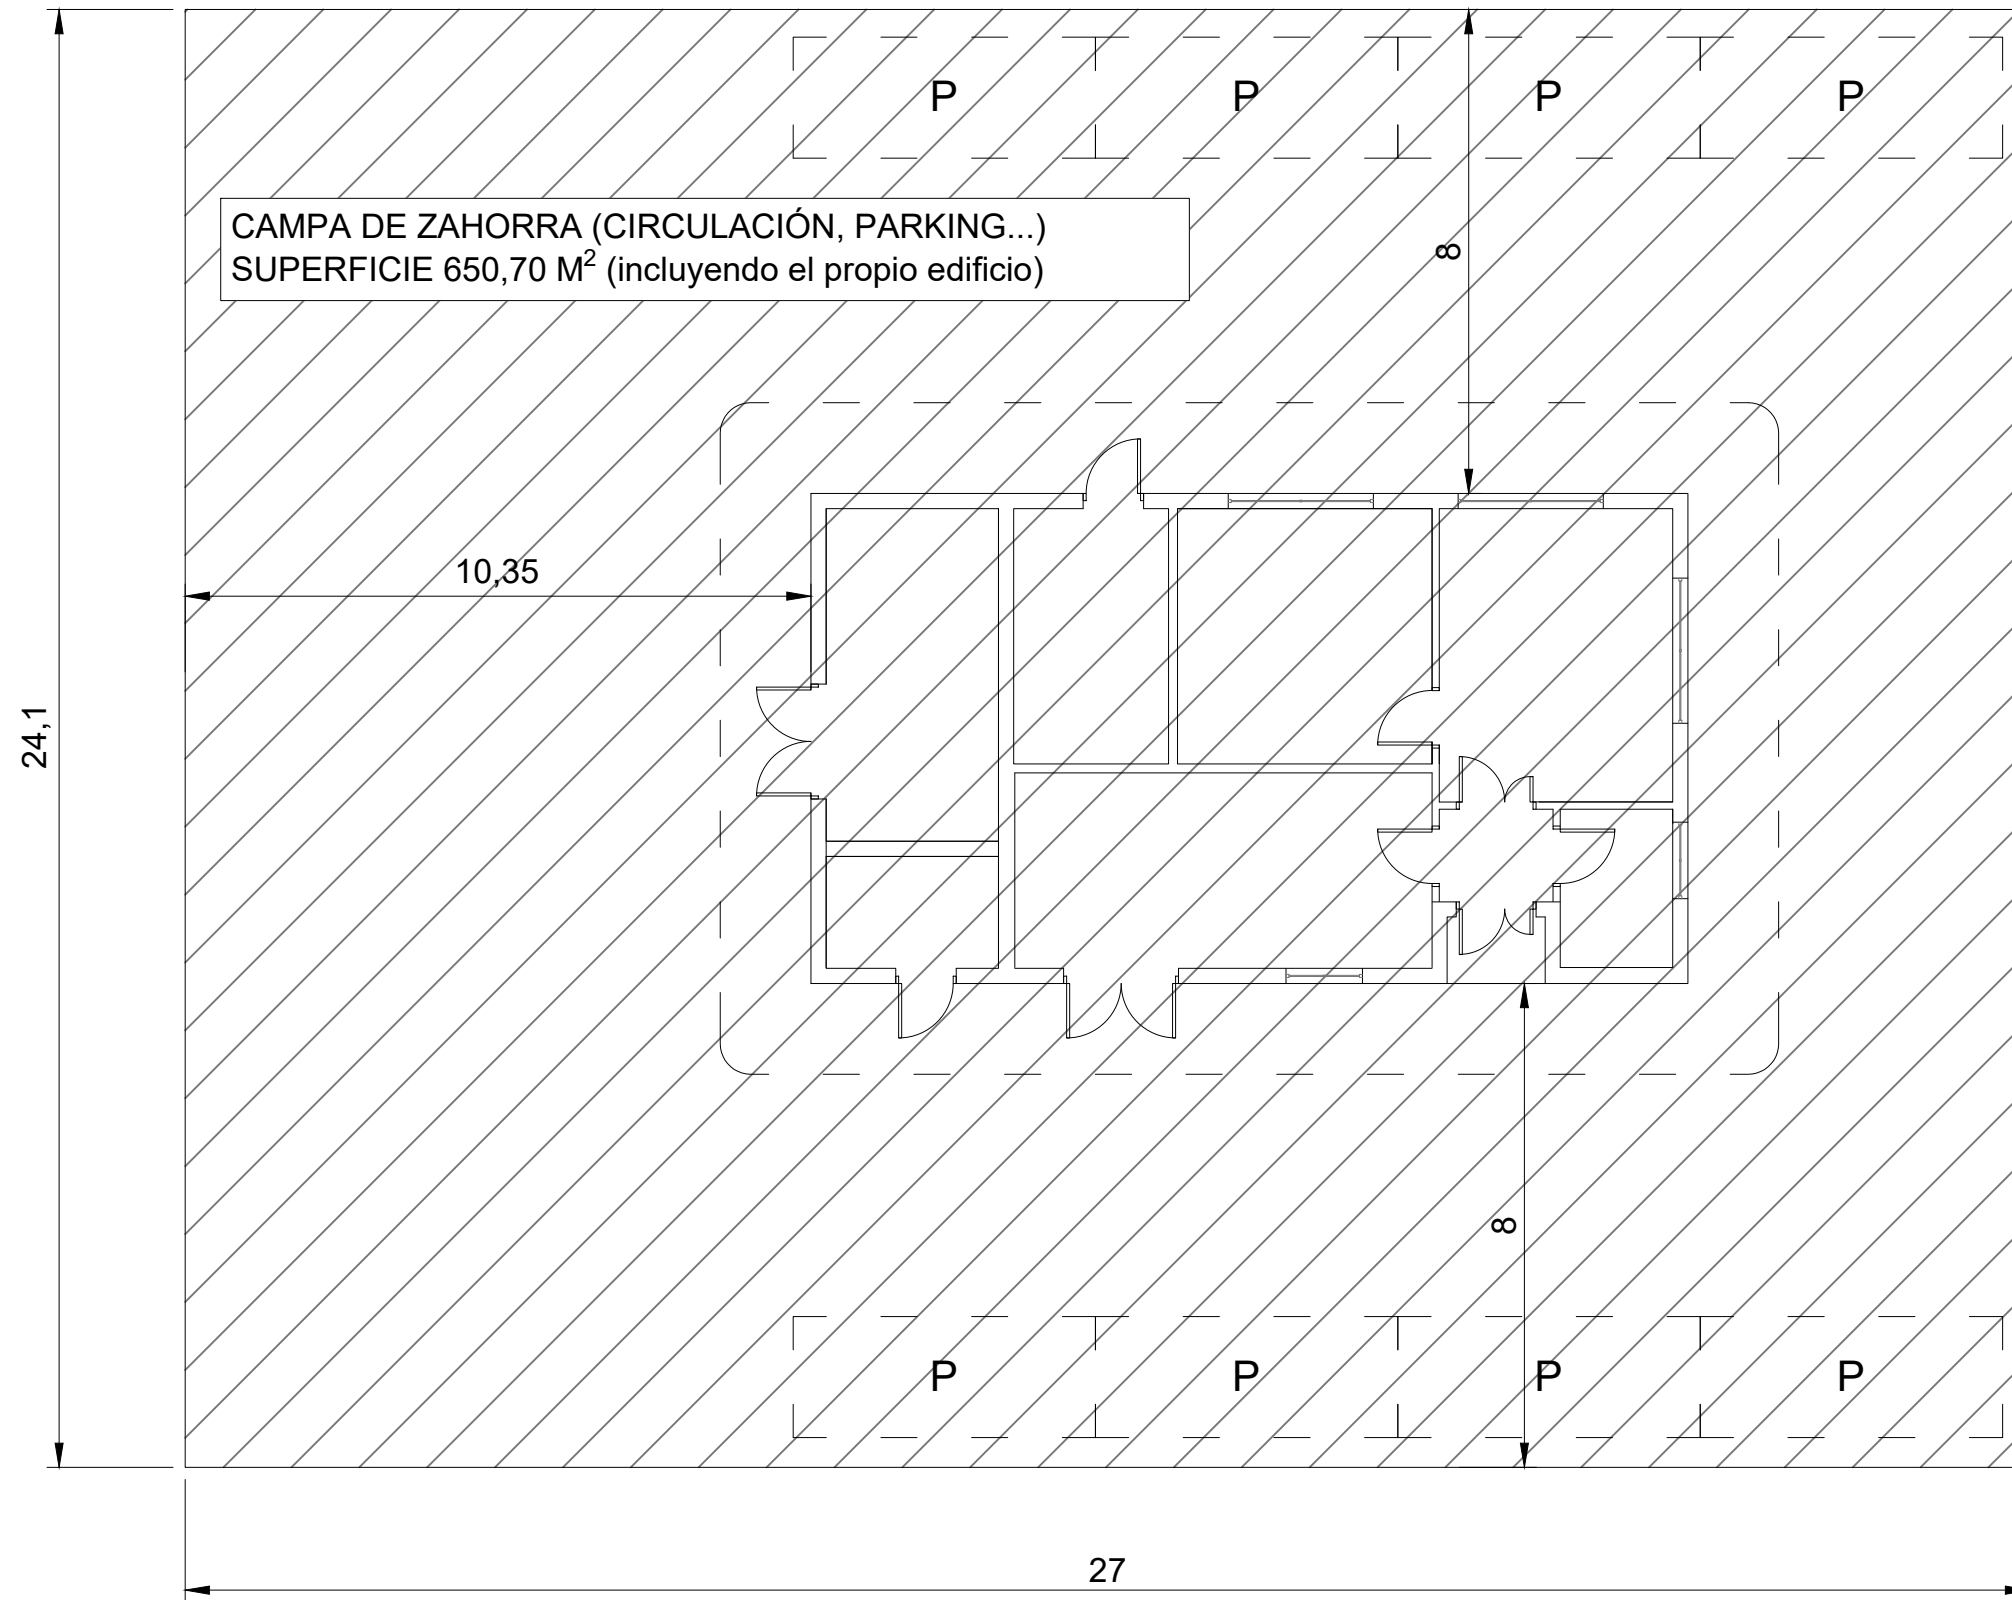 P P P P
CAMPA DE ZAHORRA (CIRCULACIÓN, PARKING...)
SUPERFICIE 650,70 M² (incluyendo el propio edificio)
8
10,35
24,1
8
P P P P
27